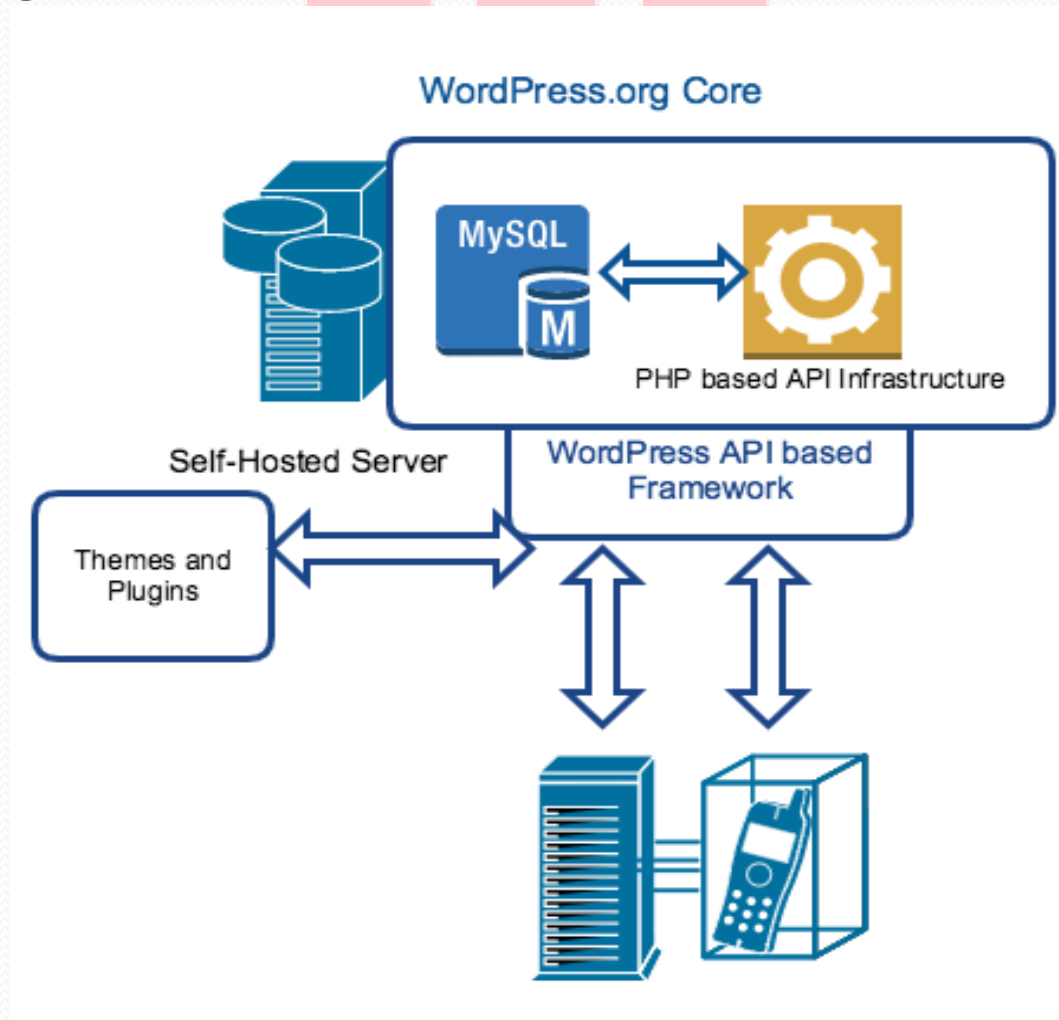 WordPress.org Core
MySQL
M
PHP based API Infrastructure
WordPress API based
Framework
Self-Hosted Server
Themes and
Plugins